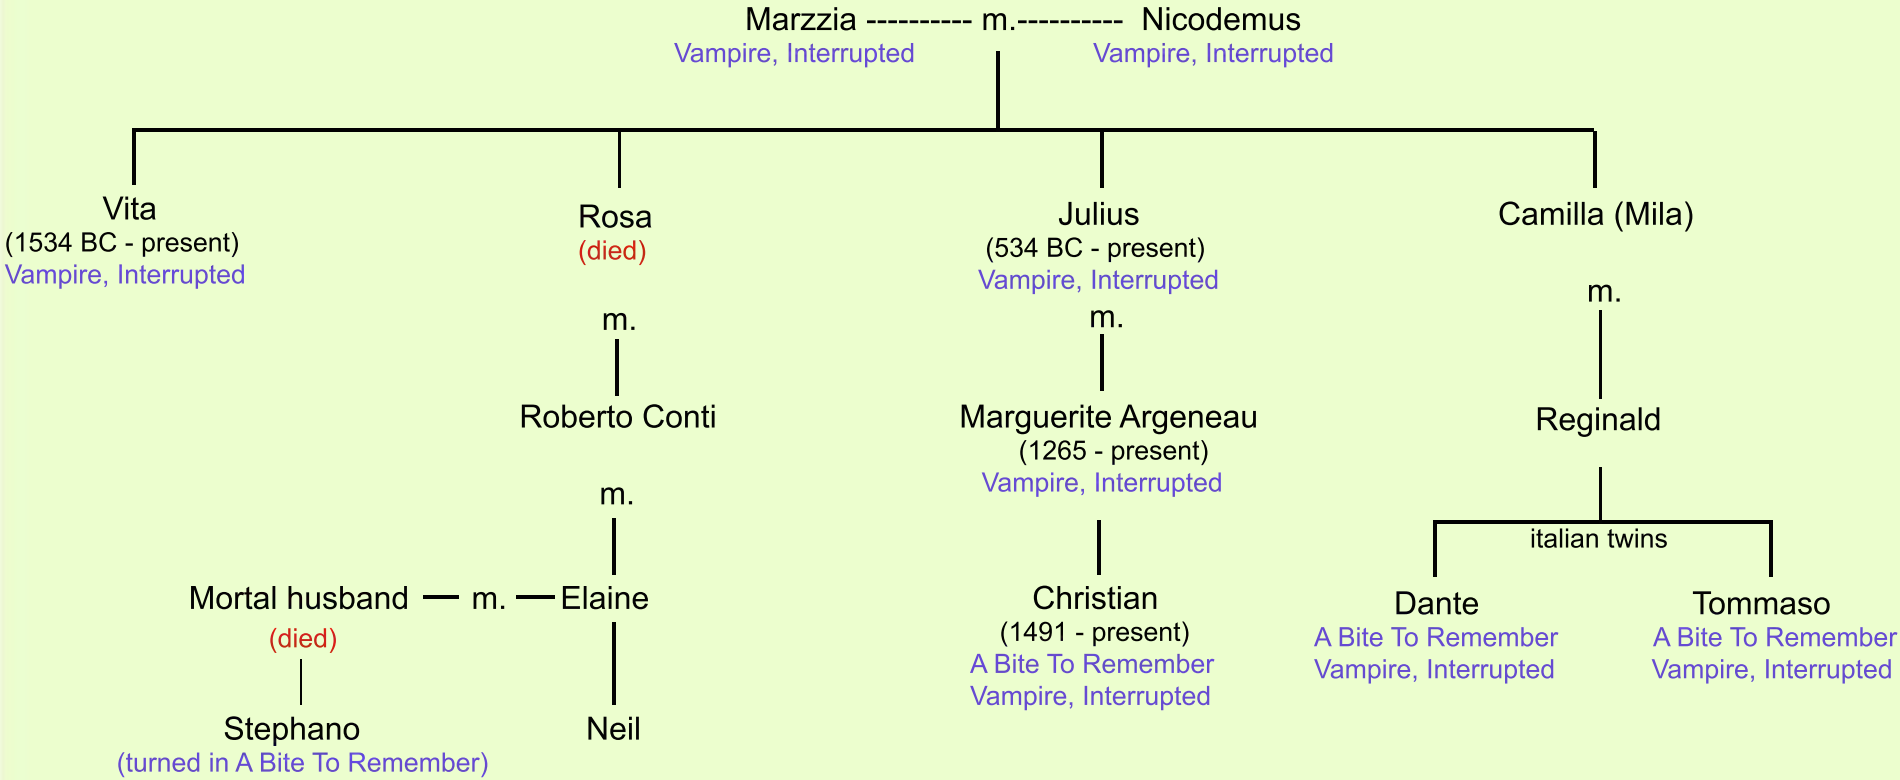 Marzzia ---------- m.---------- Nicodemus
Vampire, Interrupted Vampire, Interrupted
Vita
(1534 BC - present)
Vampire, Interrupted
Rosa
(died)
m.
Roberto Conti
m.
Mortal husband — m. — Elaine
(died)
Stephano
(turned in A Bite To Remember)
Neil
Julius
(534 BC - present)
Vampire, Interrupted
m.
Marguerite Argeneau
(1265 - present)
Vampire, Interrupted
Christian
(1491 - present)
A Bite To Remember
Vampire, Interrupted
Camilla (Mila)
m.
Reginald
italian twins
Dante
A Bite To Remember
Vampire, Interrupted
Tommaso
A Bite To Remember
Vampire, Interrupted